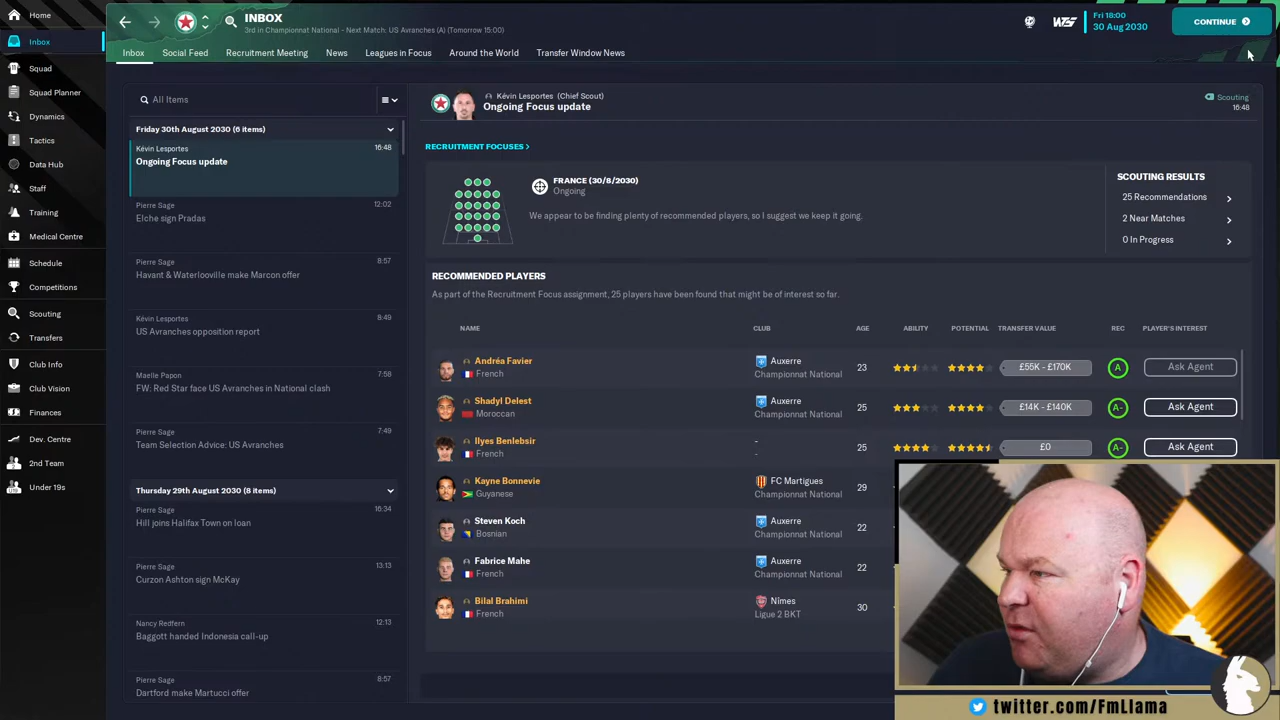 Home
INBOX
3rd in Championnat National - Next Match: US Avranches (A) (Tomorrow 15:00)
Fri 18:00
30 Aug 2030
CONTINUE
Inbox
Social Feed
Recruitment Meeting
News
Leagues in Focus
Around the World
Transfer Window News
Inbox
Squad
Squad Planner
Dynamics
Tactics
Data Hub
Staff
Training
Medical Centre
Schedule
Competitions
Scouting
Transfers
Club Info
Club Vision
Finances
Dev. Centre
2nd Team
Under 19s
All Items
Friday 30th August 2030 (6 items)
Kévin Lesportes 16:48
Ongoing Focus update
Pierre Sage 12:02
Elche sign Pradas
Pierre Sage 8:57
Havant & Waterlooville make Marcon offer
Kévin Lesportes 8:49
US Avranches opposition report
Maelle Papon 7:58
FW: Red Star face US Avranches in National clash
Pierre Sage 7:49
Team Selection Advice: US Avranches
Thursday 29th August 2030 (8 items)
Pierre Sage 16:34
Hill joins Halifax Town on loan
Pierre Sage 13:13
Curzon Ashton sign McKay
Nancy Redfern 12:13
Baggott handed Indonesia call-up
Pierre Sage 8:57
Dartford make Martucci offer
Kévin Lesportes (Chief Scout)
Ongoing Focus update
Scouting
16:48
RECRUITMENT FOCUSES >
FRANCE (30/8/2030)
Ongoing
We appear to be finding plenty of recommended players, so I suggest we keep it going.
SCOUTING RESULTS
25 Recommendations
2 Near Matches
0 In Progress
RECOMMENDED PLAYERS
As part of the Recruitment Focus assignment, 25 players have been found that might be of interest so far.
NAME CLUB AGE ABILITY POTENTIAL TRANSFER VALUE REC PLAYER'S INTEREST
Andréa Favier Auxerre 23 £55K - £170K A Ask Agent
French Championnat National
Shadyl Delest Auxerre 25 £14K - £140K A- Ask Agent
Moroccan Championnat National
Ilyes Benlebsir - 25 £0 A- Ask Agent
French -
Kayne Bonnevie FC Martigues 29
Guyanese Championnat National
Steven Koch Auxerre 22
Bosnian Championnat National
Fabrice Mahe Auxerre 22
French Championnat National
Bilal Brahimi Nîmes 30
French Ligue 2 BKT
twitter.com/FmLlama